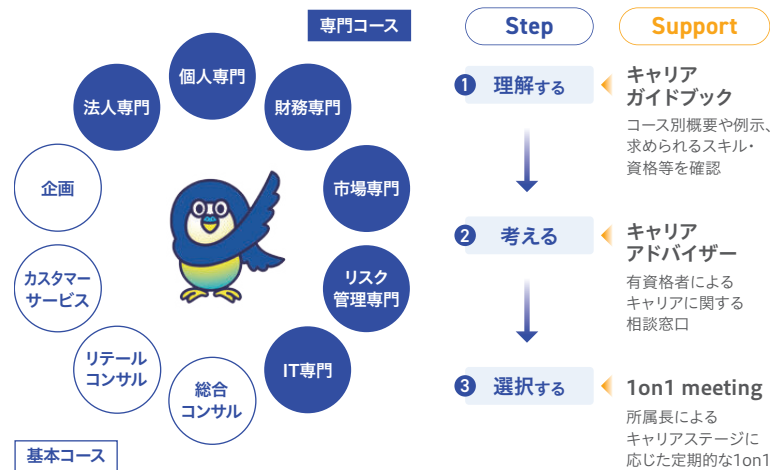 専門コース
個人専門
法人専門
財務専門
企画
市場専門
カスタマー
サービス
リスク
管理専門
リテール
コンサル
IT専門
総合
コンサル
基本コース
Step
Support
1 理解する
キャリア
ガイドブック
コース別概要や例示、
求められるスキル・
資格等を確認
2 考える
キャリア
アドバイザー
有資格者による
キャリアに関する
相談窓口
3 選択する
1on1 meeting
所属長による
キャリアステージに
応じた定期的な1on1